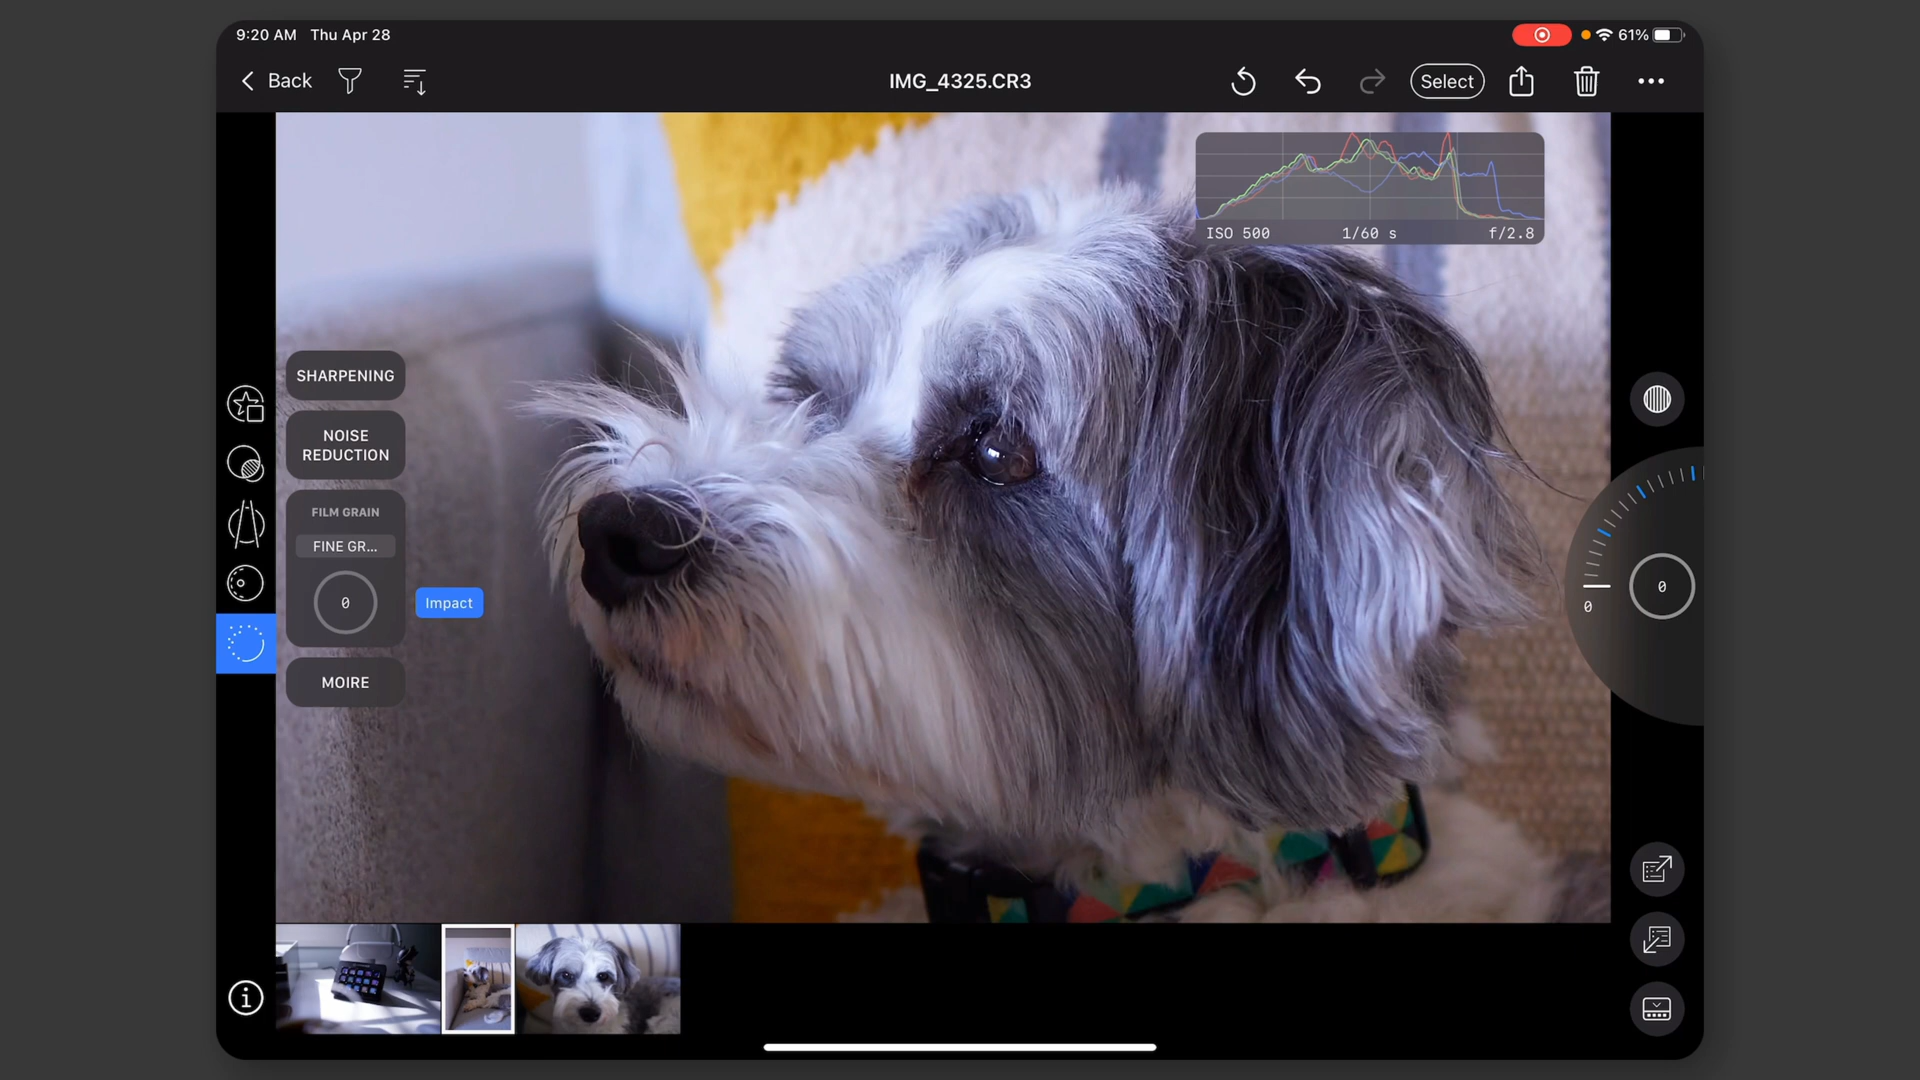 9:20 AM Thu Apr 28
61%
Back
IMG_4325.CR3
Select
ISO 500 1/60 s f/2.8
SHARPENING
NOISE
REDUCTION
FILM GRAIN
FINE GR...
0
Impact
MOIRE
0
0